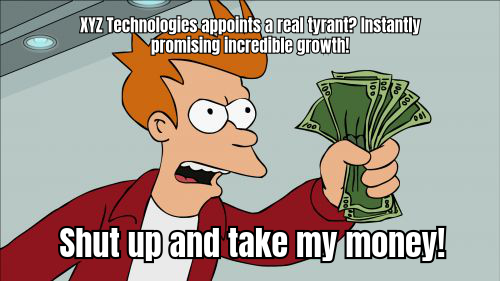 XYZ Technologies appoints a real tyrant? Instantly
promising incredible growth!
Shut up and take my money!